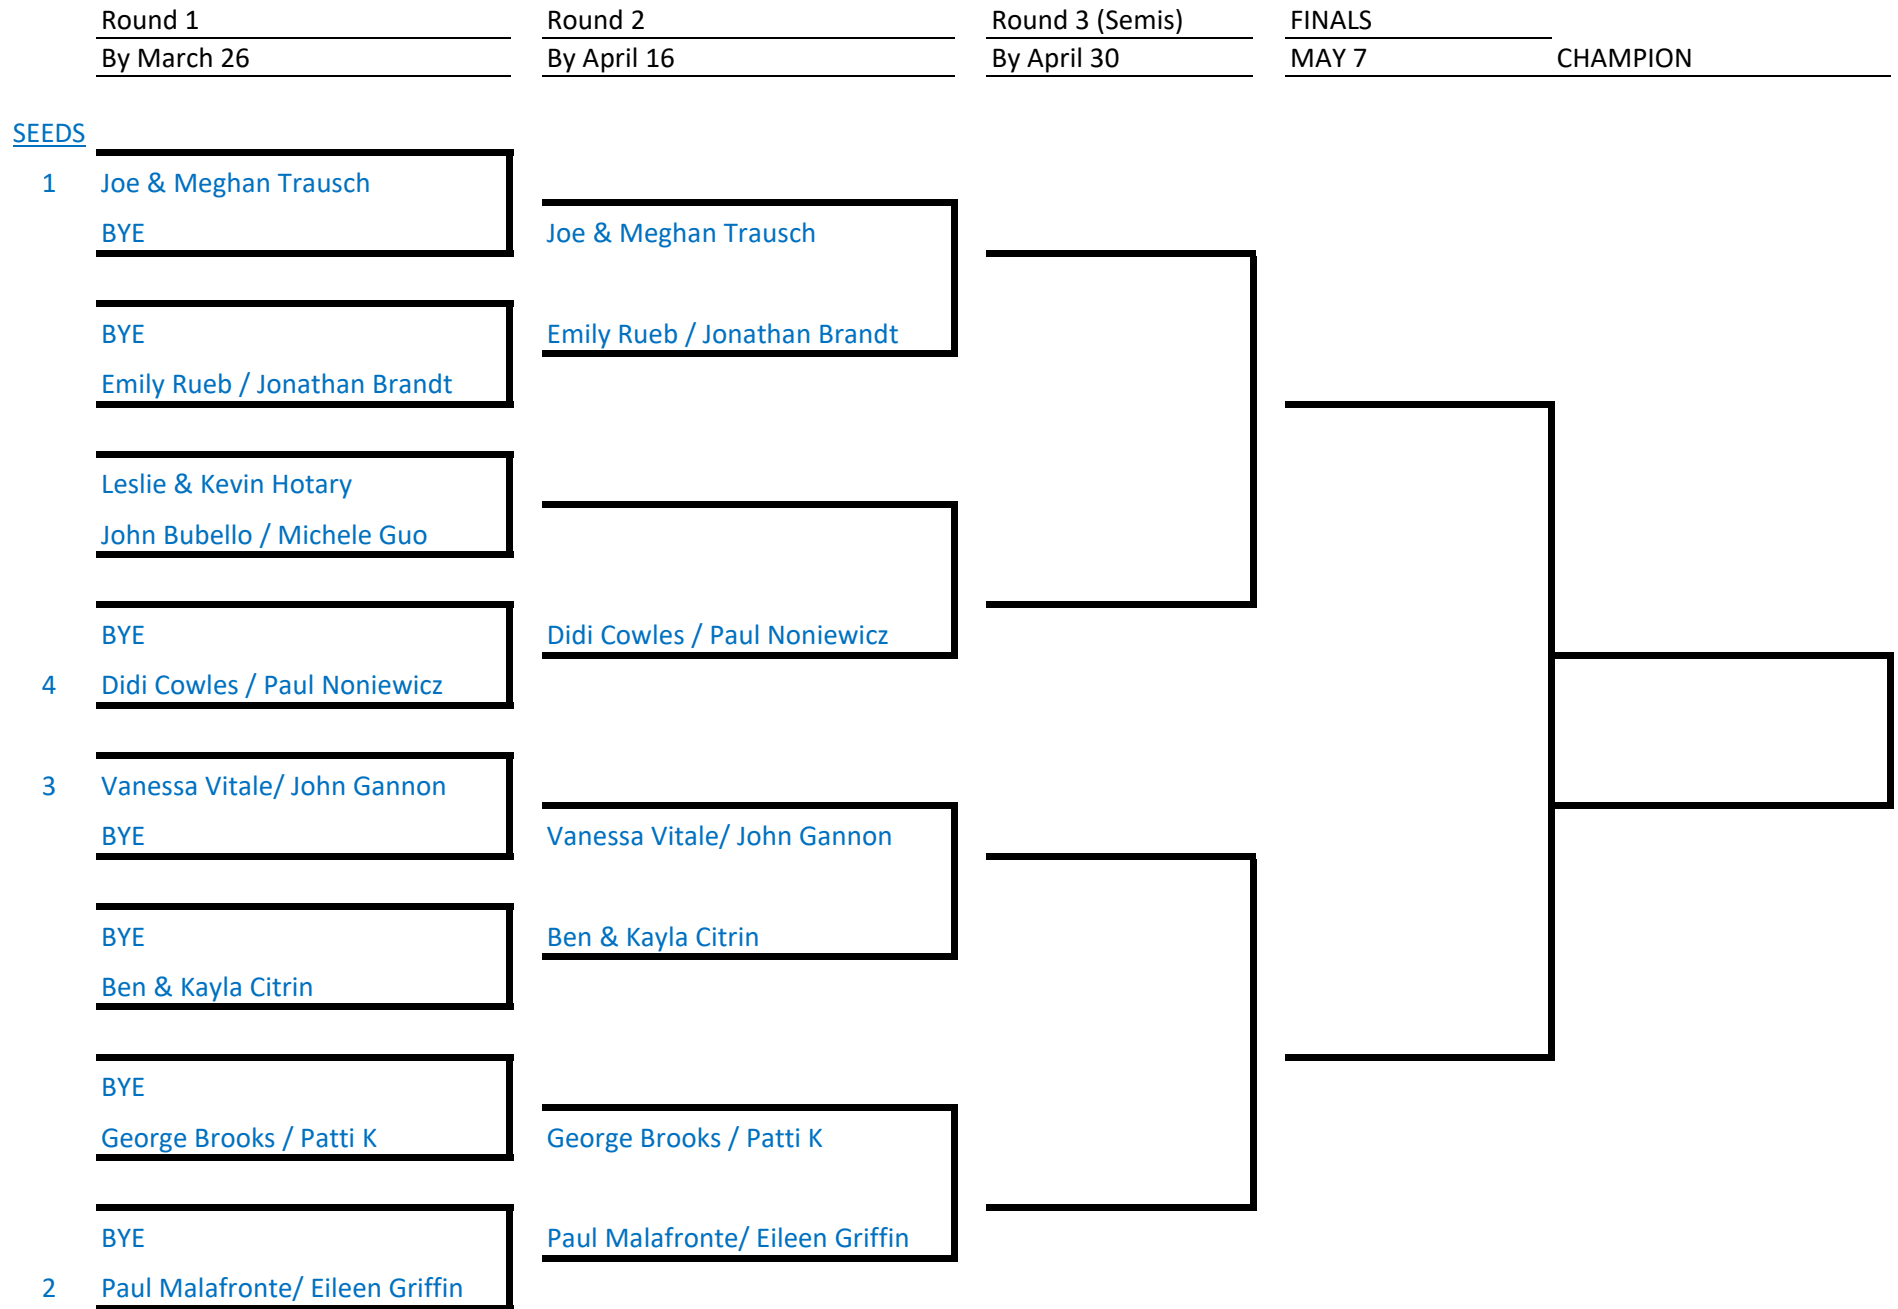 Round 1 Round 2 Round 3 (Semis) FINALS
By March 26 By April 16 By April 30 MAY 7 CHAMPION
SEEDS
1 Joe & Meghan Trausch
BYE Joe & Meghan Trausch
BYE Emily Rueb / Jonathan Brandt
Emily Rueb / Jonathan Brandt
Leslie & Kevin Hotary
John Bubello / Michele Guo
BYE Didi Cowles / Paul Noniewicz
4 Didi Cowles / Paul Noniewicz
3 Vanessa Vitale/ John Gannon
BYE Vanessa Vitale/ John Gannon
BYE Ben & Kayla Citrin
Ben & Kayla Citrin
BYE
George Brooks / Patti K George Brooks / Patti K
BYE Paul Malafronte/ Eileen Griffin
2 Paul Malafronte/ Eileen Griffin